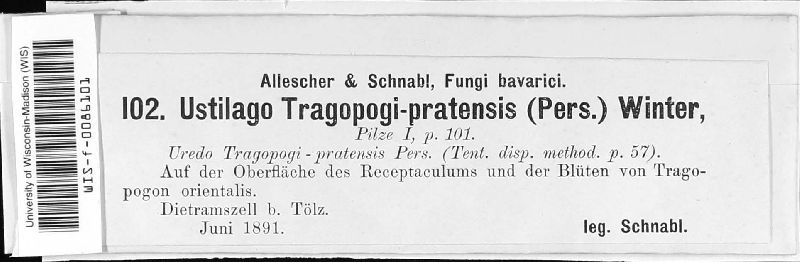 University of Wisconsin-Madison (WIS)
WIS-f-0086101
Allescher & Schnabl, Fungi bavarici.
102. Ustilago Tragopogi-pratensis (Pers.) Winter,
Pilze I, p. 101.
Uredo Tragopogi-pratensis Pers. (Tent. disp. method. p. 57).
Auf der Oberfläche des Receptaculums und der Blüten von Trago-
pogon orientalis.
Dietramszell b. Tölz.
Juni 1891.
leg. Schnabl.